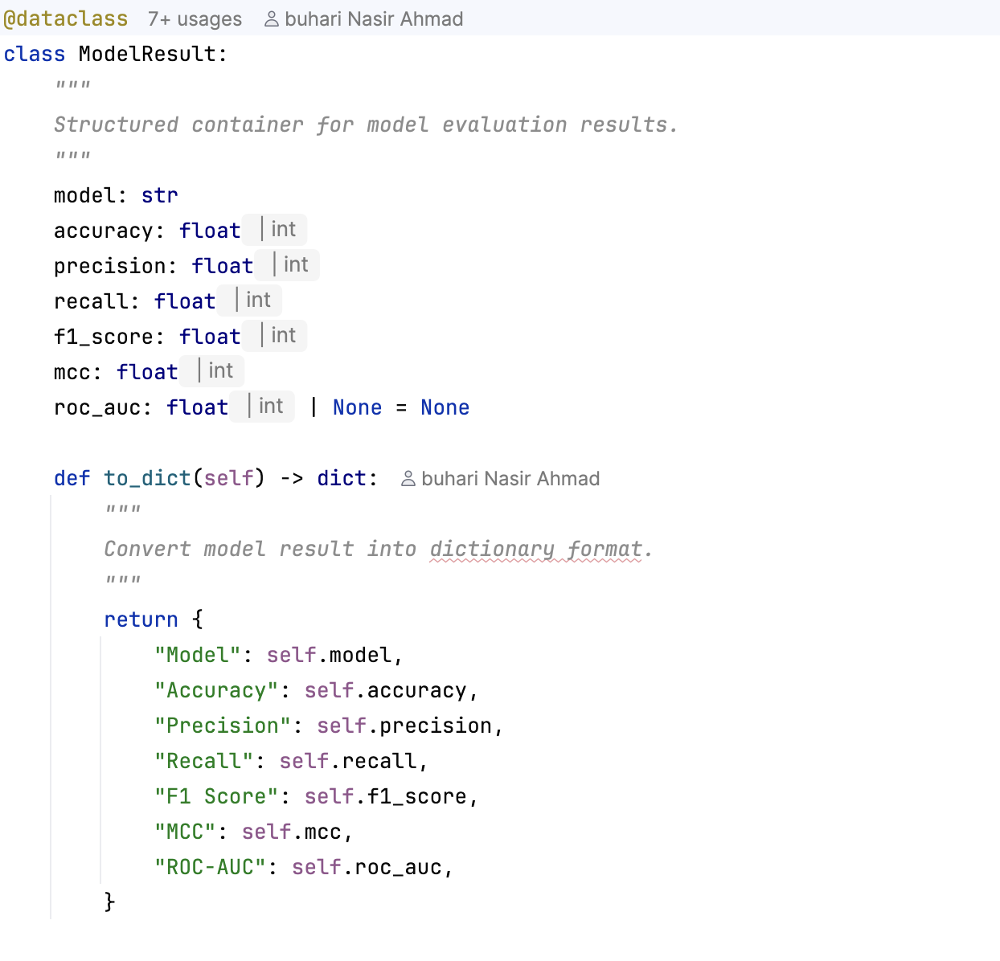 @dataclass 7+ usages buhari Nasir Ahmad
class ModelResult:
    """
    Structured container for model evaluation results.
    """
    model: str
    accuracy: float | int
    precision: float | int
    recall: float | int
    f1_score: float | int
    mcc: float | int
    roc_auc: float | int | None = None
    def to_dict(self) -> dict: buhari Nasir Ahmad
        """
        Convert model result into dictionary format.
        """
        return {
            "Model": self.model,
            "Accuracy": self.accuracy,
            "Precision": self.precision,
            "Recall": self.recall,
            "F1 Score": self.f1_score,
            "MCC": self.mcc,
            "ROC-AUC": self.roc_auc,
        }